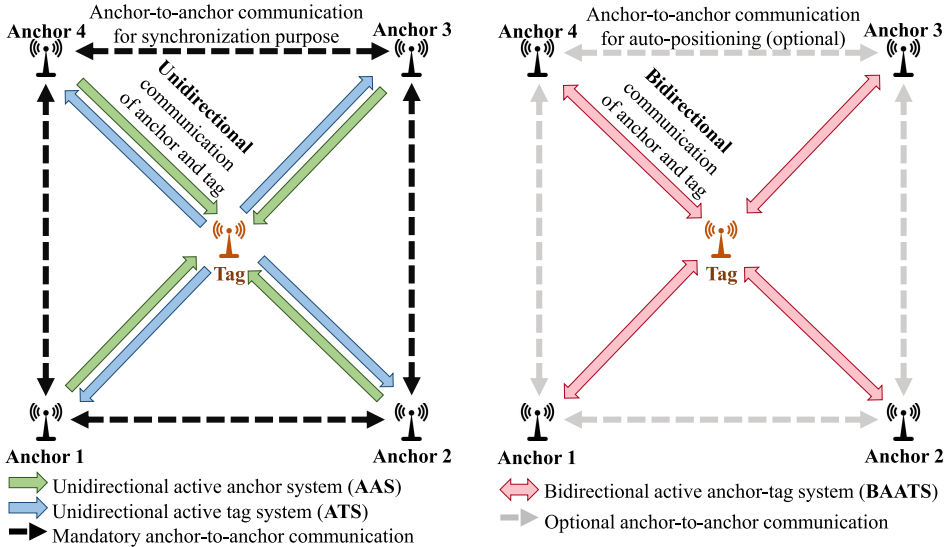 Anchor-to-anchor communication
for synchronization purpose
Anchor 4
Anchor 3
Unidirectional
communication
of anchor and tag
Tag
Anchor 1
Anchor 2
Unidirectional active anchor system (AAS)
Unidirectional active tag system (ATS)
Mandatory anchor-to-anchor communication
Anchor-to-anchor communication
for auto-positioning (optional)
Anchor 4
Anchor 3
Bidirectional
communication
of anchor and tag
Tag
Anchor 1
Anchor 2
Bidirectional active anchor-tag system (BAATS)
Optional anchor-to-anchor communication